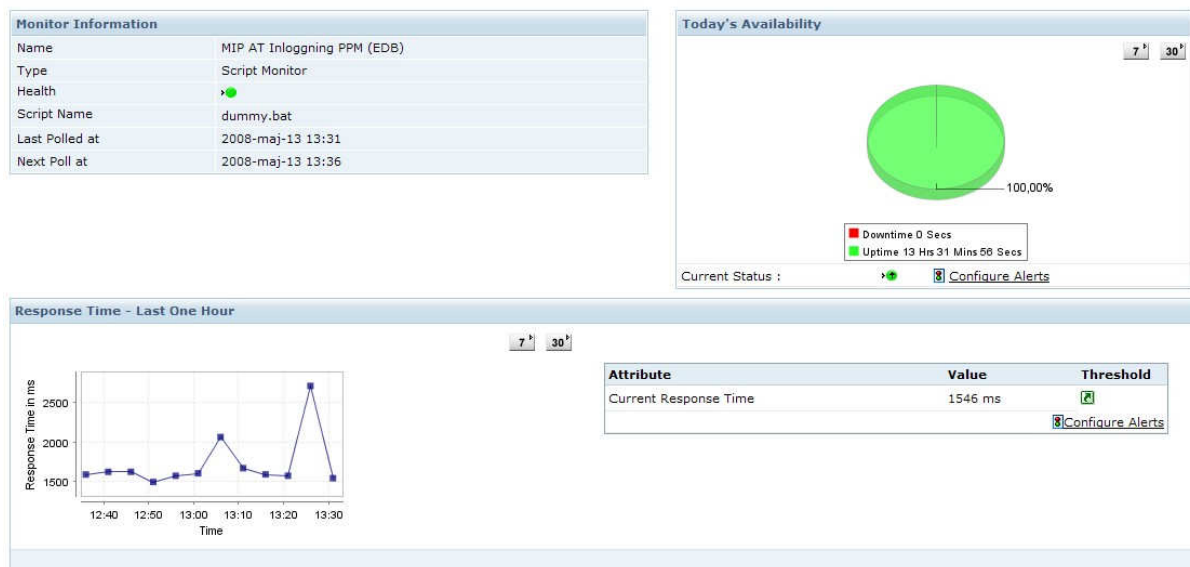 Monitor Information
Name MIP AT Inloggning PPM (EDB)
Type Script Monitor
Health
Script Name dummy.bat
Last Polled at 2008-maj-13 13:31
Next Poll at 2008-maj-13 13:36
Today's Availability
7 30
100,00%
Downtime 0 Secs
Uptime 13 Hrs 31 Mins 56 Secs
Current Status : Configure Alerts
Response Time - Last One Hour
7 30
Response Time in ms
2500
2000
1500
12:40 12:50 13:00 13:10 13:20 13:30
Time
Attribute Value Threshold
Current Response Time 1546 ms
Configure Alerts